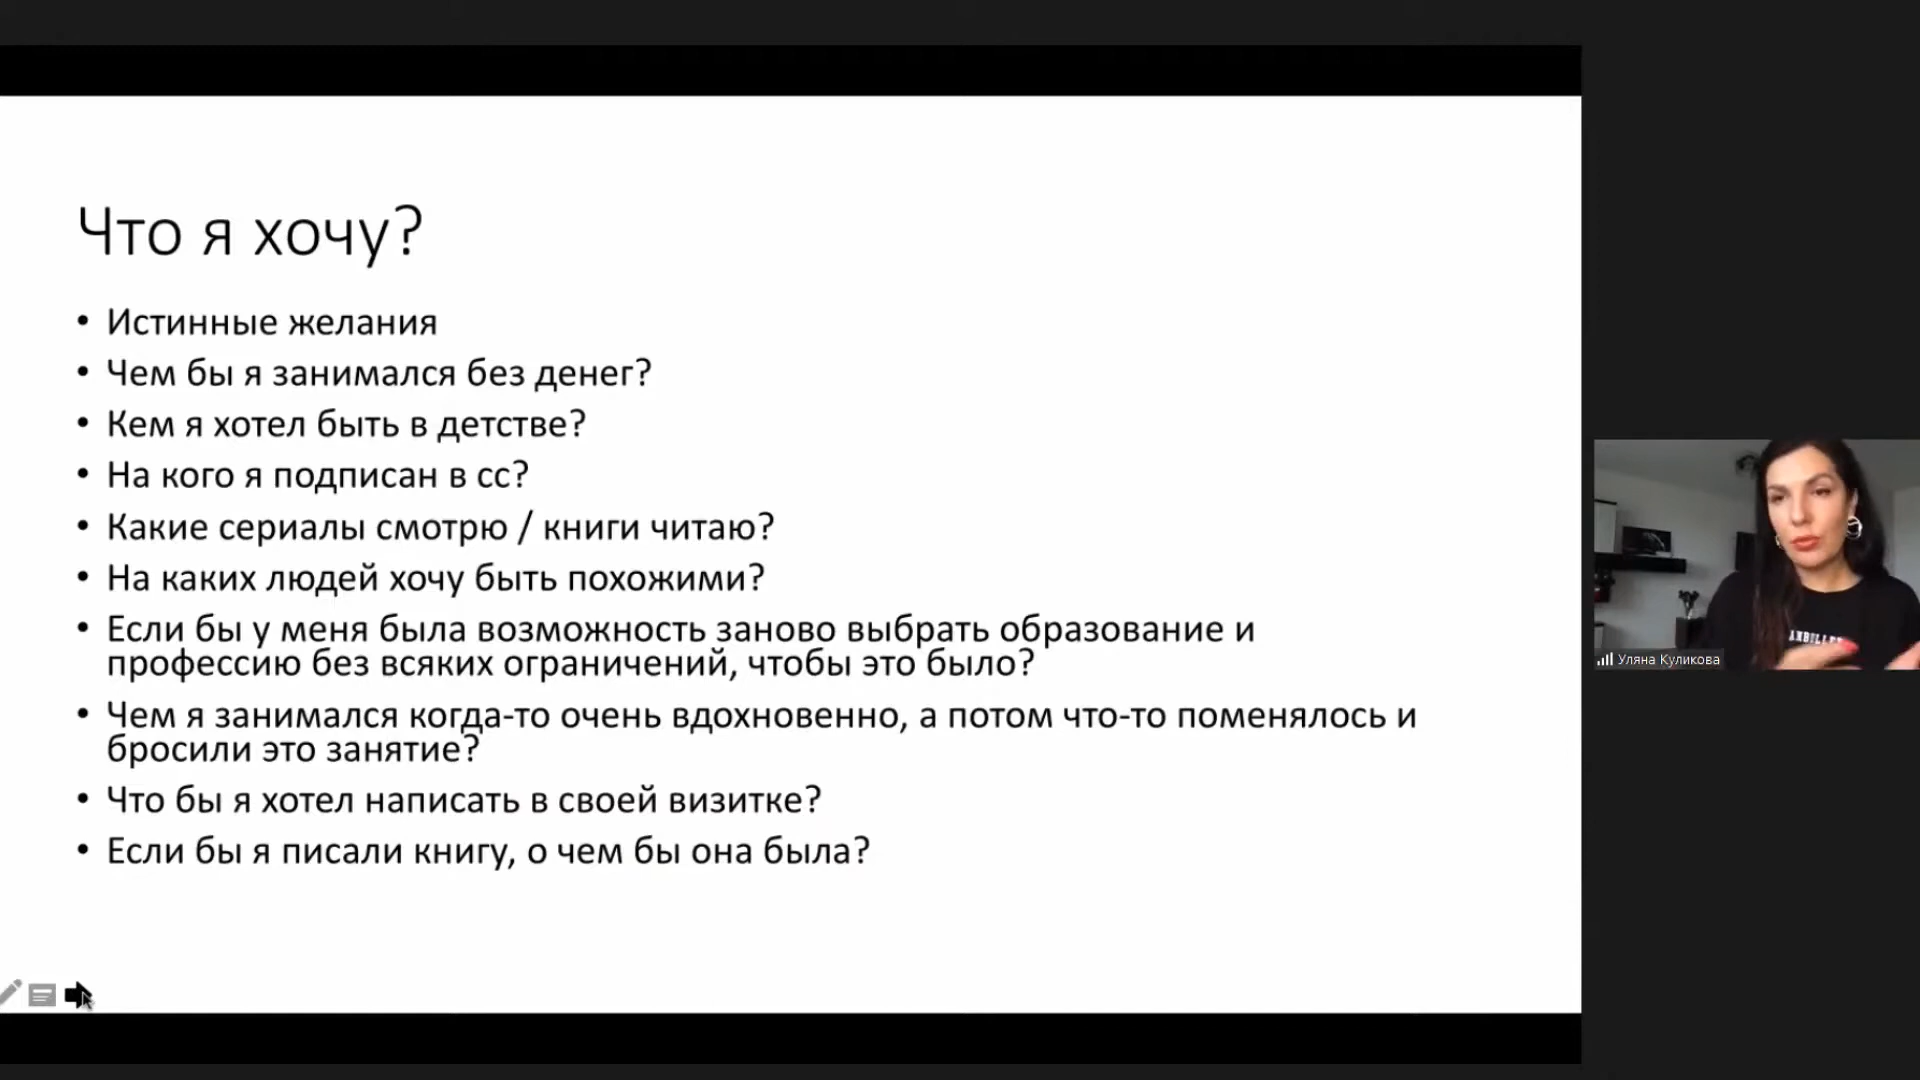 Что я хочу?
• Истинные желания
• Чем бы я занимался без денег?
• Кем я хотел быть в детстве?
• На кого я подписан в сс?
• Какие сериалы смотрю / книги читаю?
• На каких людей хочу быть похожими?
• Если бы у меня была возможность заново выбрать образование и
профессию без всяких ограничений, чтобы это было?
• Чем я занимался когда-то очень вдохновенно, а потом что-то поменялось и
бросили это занятие?
• Что бы я хотел написать в своей визитке?
• Если бы я писали книгу, о чем бы она была?
Уляна Куликова